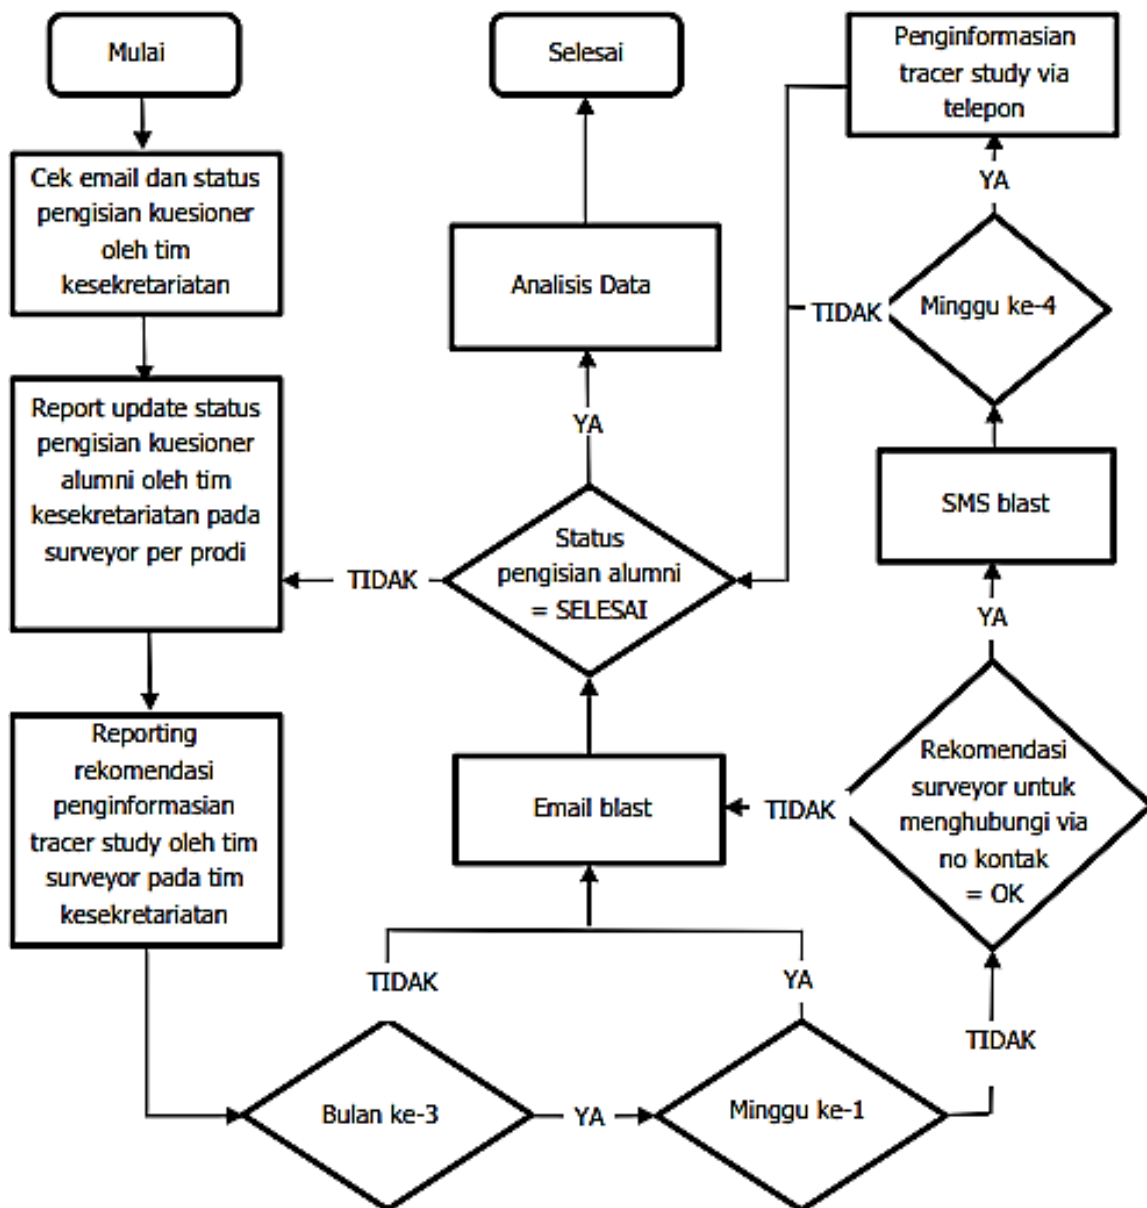 Mulai
Selesai
Penginformasian
tracer study via
telepon
Cek email dan status
pengisian kuesioner
oleh tim
kesekretariatan
YA
Analisis Data
TIDAK
Minggu ke-4
Report update status
pengisian kuesioner
alumni oleh tim
kesekretariatan pada
surveyor per prodi
YA
SMS blast
TIDAK
Status
pengisian alumni
= SELESAI
YA
Reporting
rekomendasi
penginformasian
tracer study oleh tim
surveyor pada tim
kesekretariatan
Email blast
TIDAK
Rekomendasi
surveyor untuk
menghubungi via
no kontak
= OK
TIDAK
YA
TIDAK
Bulan ke-3
YA
Minggu ke-1